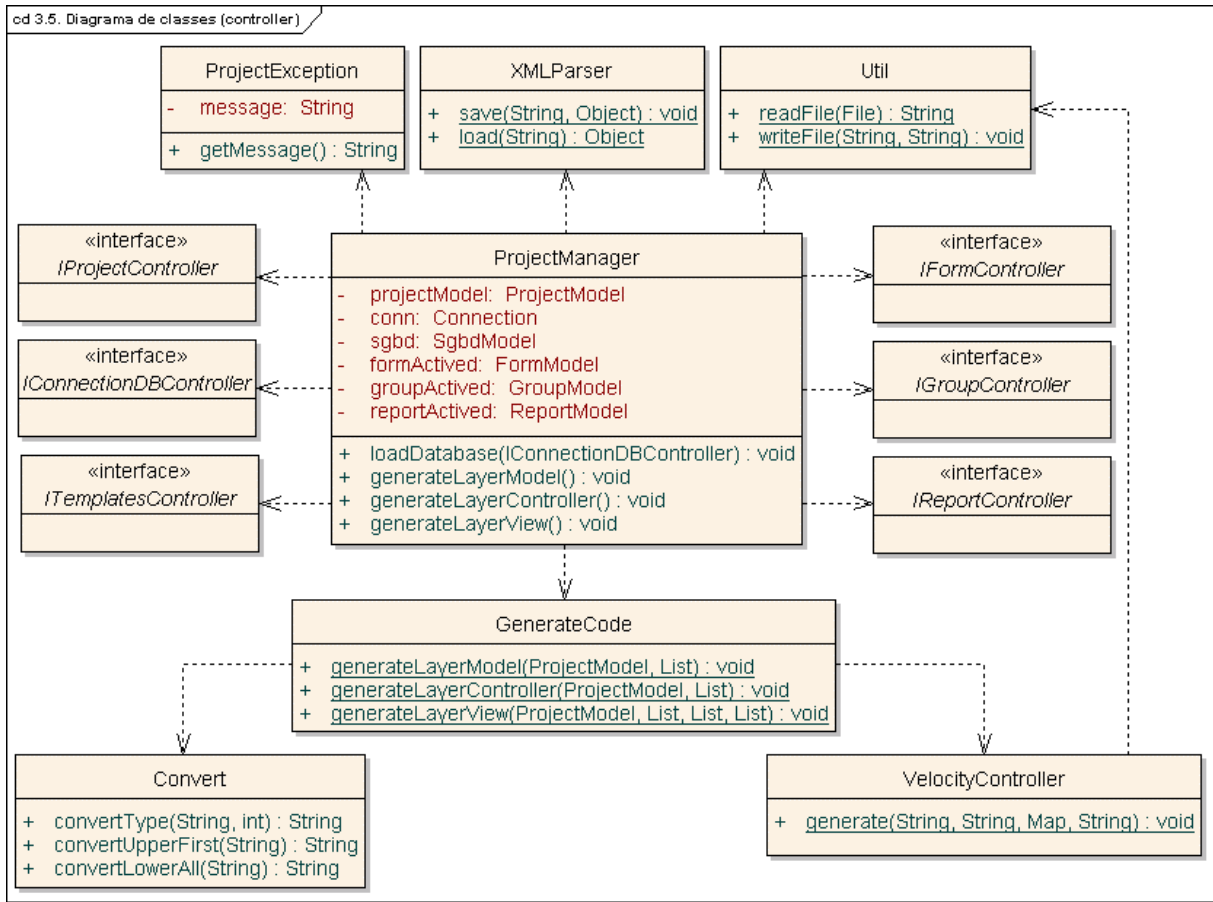 cd 3.5. Diagrama de classes (controller)
ProjectException
- message: String
+ getMessage() : String
XMLParser
+ save(String, Object) : void
+ load(String) : Object
Util
+ readFile(File) : String
+ writeFile(String, String) : void
«interface»
IProjectController
«interface»
IConnectionDBController
«interface»
ITemplatesController
ProjectManager
- projectModel: ProjectModel
- conn: Connection
- sgbd: SgbdModel
- formActived: FormModel
- groupActived: GroupModel
- reportActived: ReportModel
+ loadDatabase(IConnectionDBController) : void
+ generateLayerModel() : void
+ generateLayerController() : void
+ generateLayerView() : void
«interface»
IFormController
«interface»
IGroupController
«interface»
IReportController
GenerateCode
+ generateLayerModel(ProjectModel, List) : void
+ generateLayerController(ProjectModel, List) : void
+ generateLayerView(ProjectModel, List, List, List) : void
Convert
+ convertType(String, int) : String
+ convertUpperFirst(String) : String
+ convertLowerAll(String) : String
VelocityController
+ generate(String, String, Map, String) : void